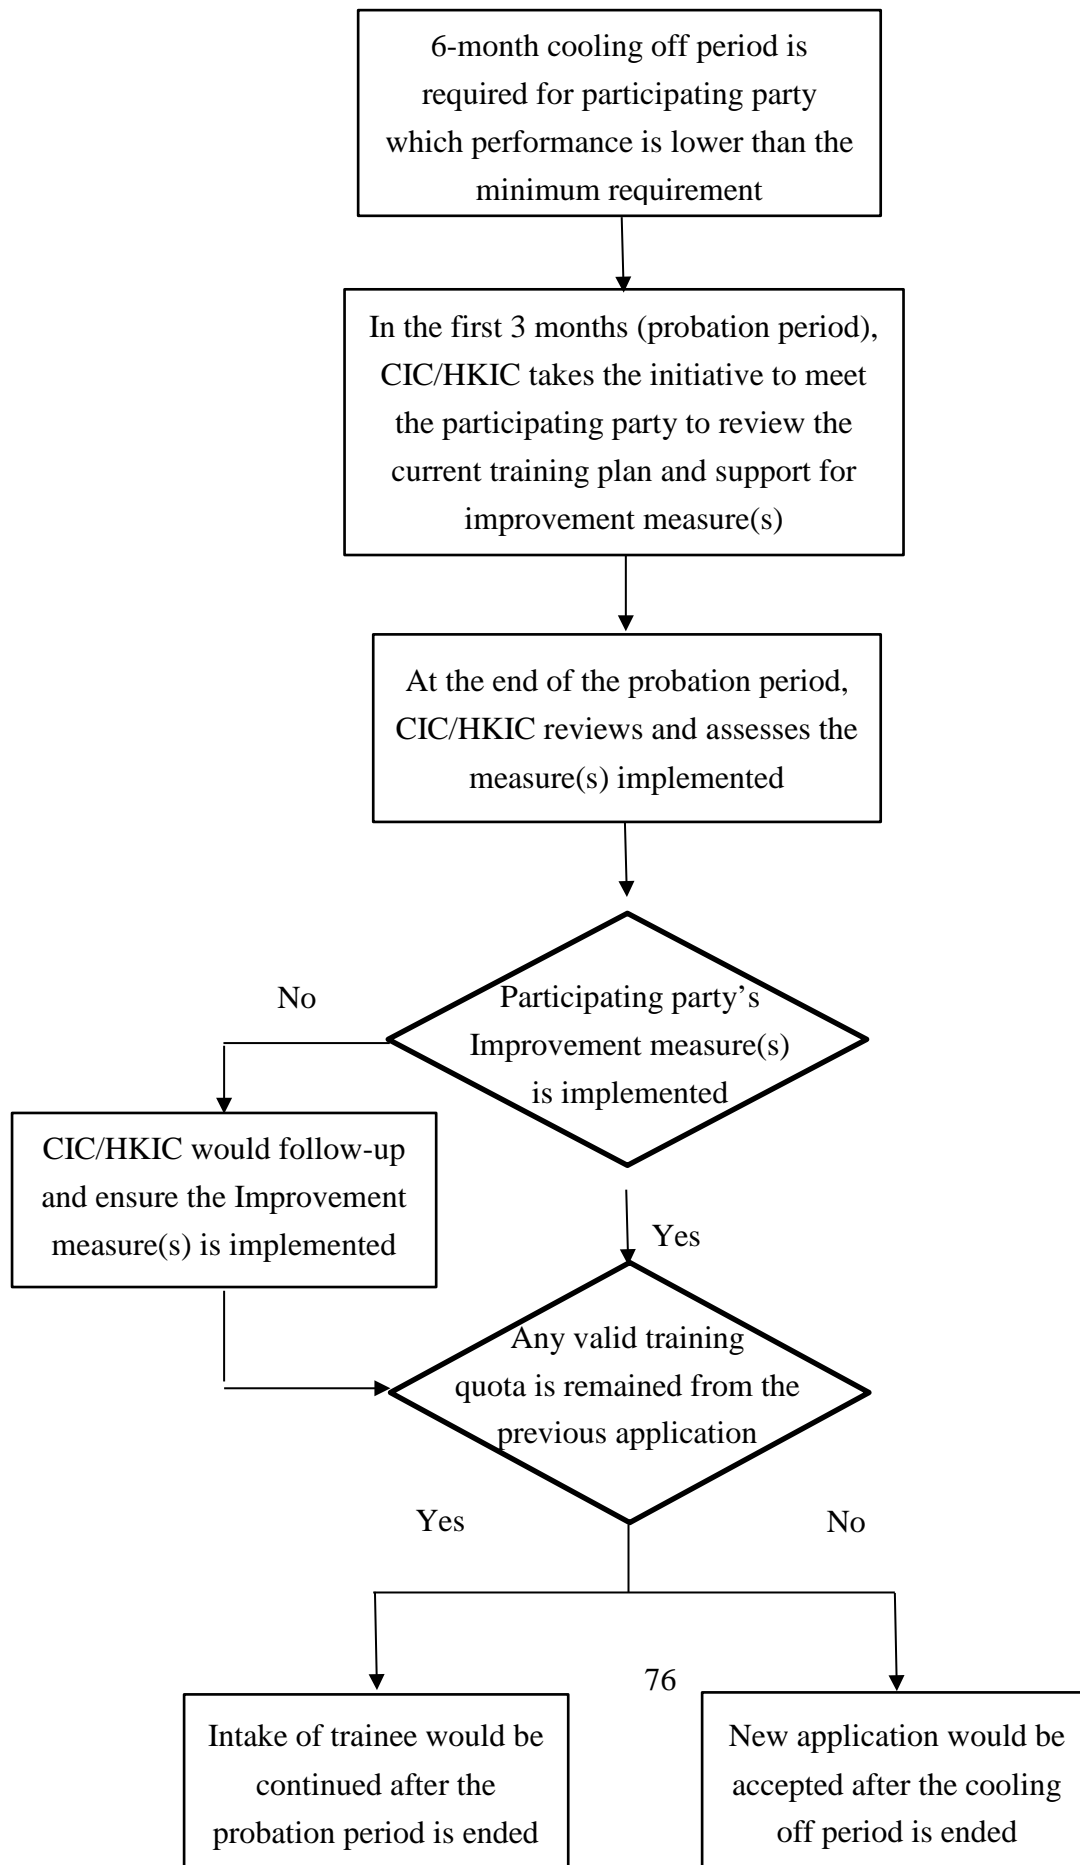 6-month cooling off period is
required for participating party
which performance is lower than the
minimum requirement
In the first 3 months (probation period),
CIC/HKIC takes the initiative to meet
the participating party to review the
current training plan and support for
improvement measure(s)
At the end of the probation period,
CIC/HKIC reviews and assesses the
measure(s) implemented
Participating party’s
Improvement measure(s)
is implemented
No
CIC/HKIC would follow-up
and ensure the Improvement
measure(s) is implemented
Yes
Any valid training
quota is remained from the
previous application
Yes
No
76
Intake of trainee would be
continued after the
probation period is ended
New application would be
accepted after the cooling
off period is ended